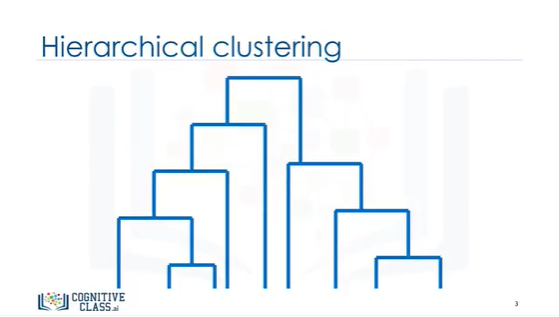 Hierarchical clustering
COGNITIVE
CLASS.ai
3